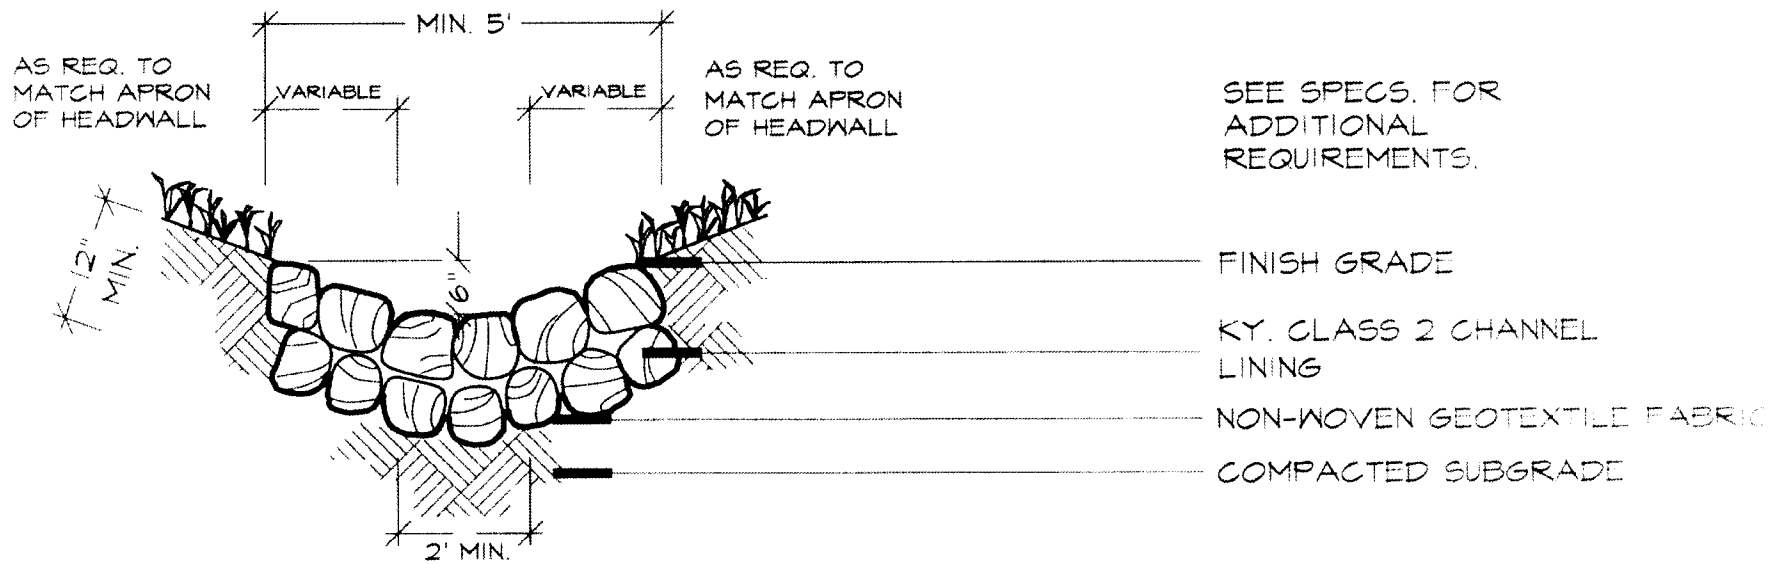 MIN. 5'
AS REQ. TO
MATCH APRON
OF HEADWALL
VARIABLE
VARIABLE
AS REQ. TO
MATCH APRON
OF HEADWALL
SEE SPECS. FOR
ADDITIONAL
REQUIREMENTS.
12"
MIN.
6"
FINISH GRADE
KY. CLASS 2 CHANNEL
LINING
NON-WOVEN GEOTEXTILE FABRIC
COMPACTED SUBGRADE
2' MIN.